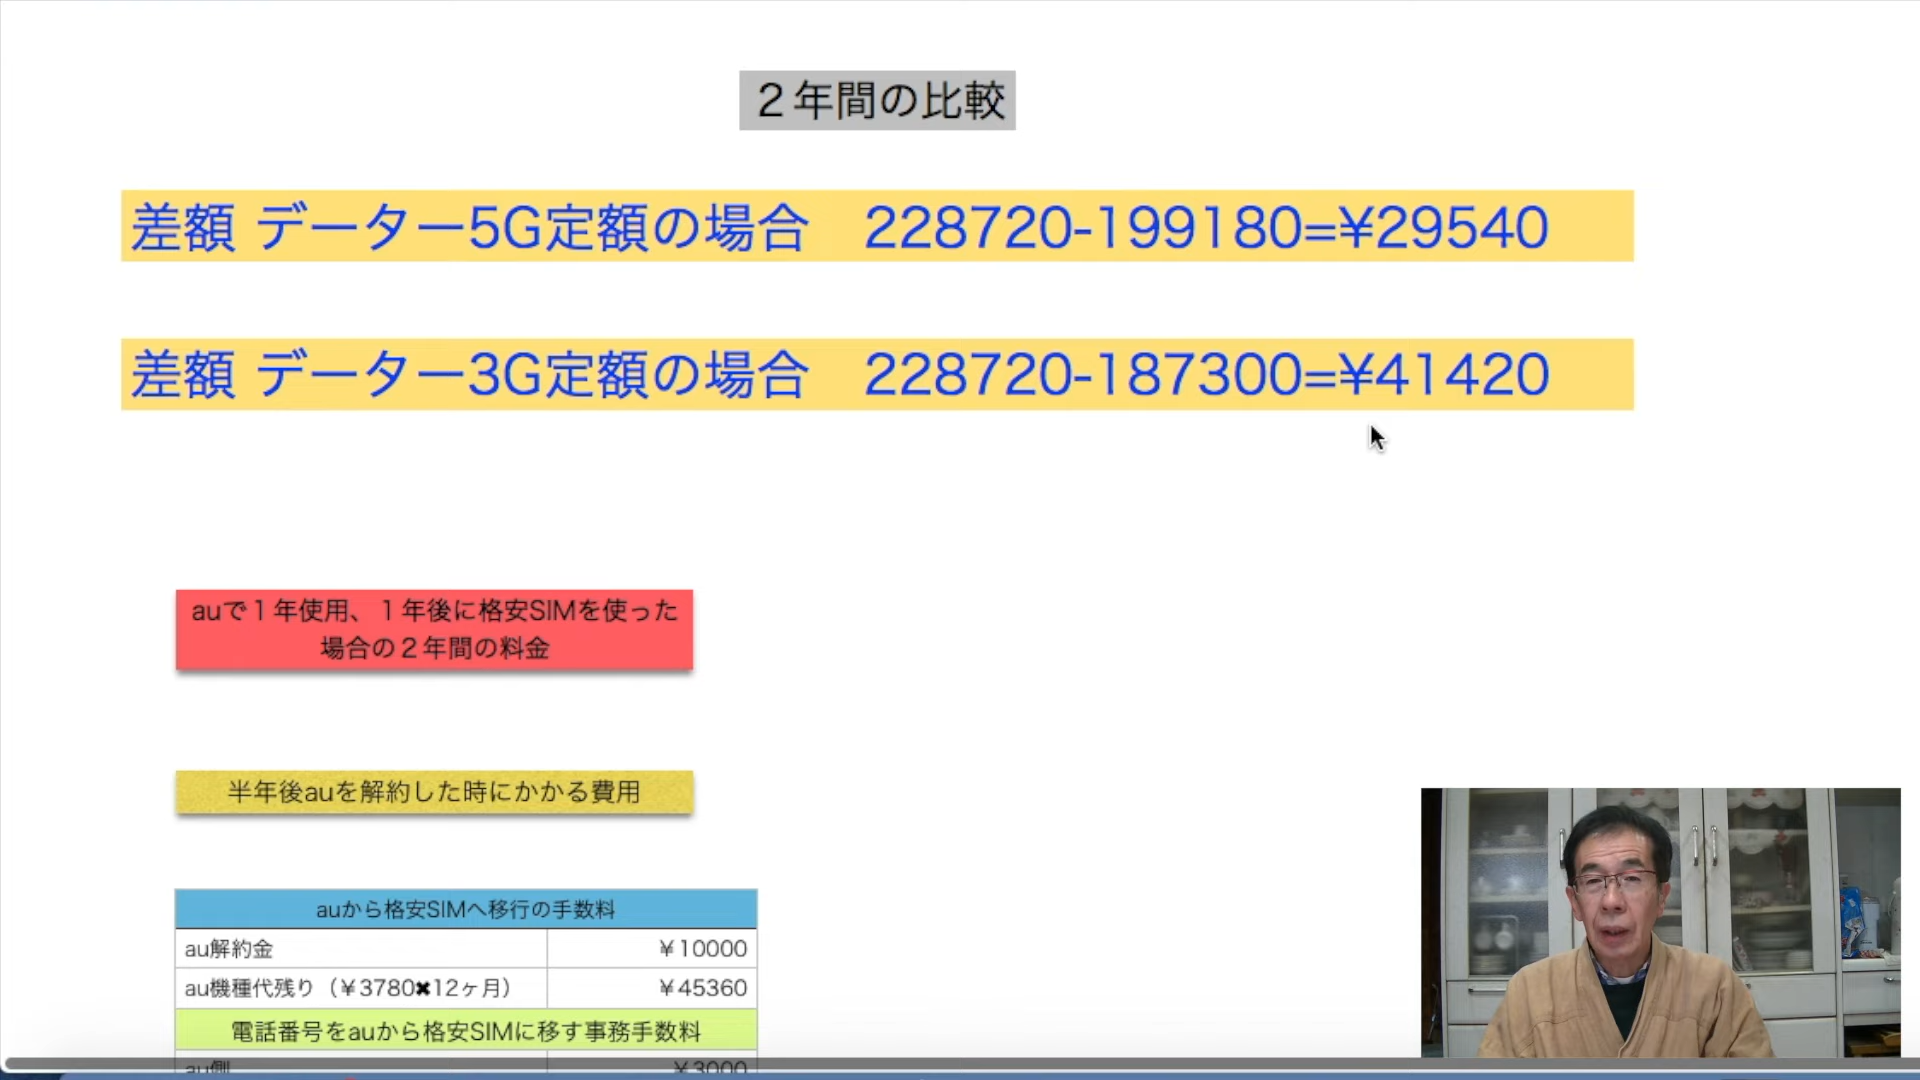 ２年間の比較
差額 データー5G定額の場合　228720-199180=¥29540
差額 データー3G定額の場合　228720-187300=¥41420
auで１年使用、１年後に格安SIMを使った
場合の２年間の料金
半年後auを解約した時にかかる費用
auから格安SIMへ移行の手数料
au解約金 ￥10000
au機種代残り（￥3780✖12ヶ月） ￥45360
電話番号をauから格安SIMに移す事務手数料
au側 ￥3000